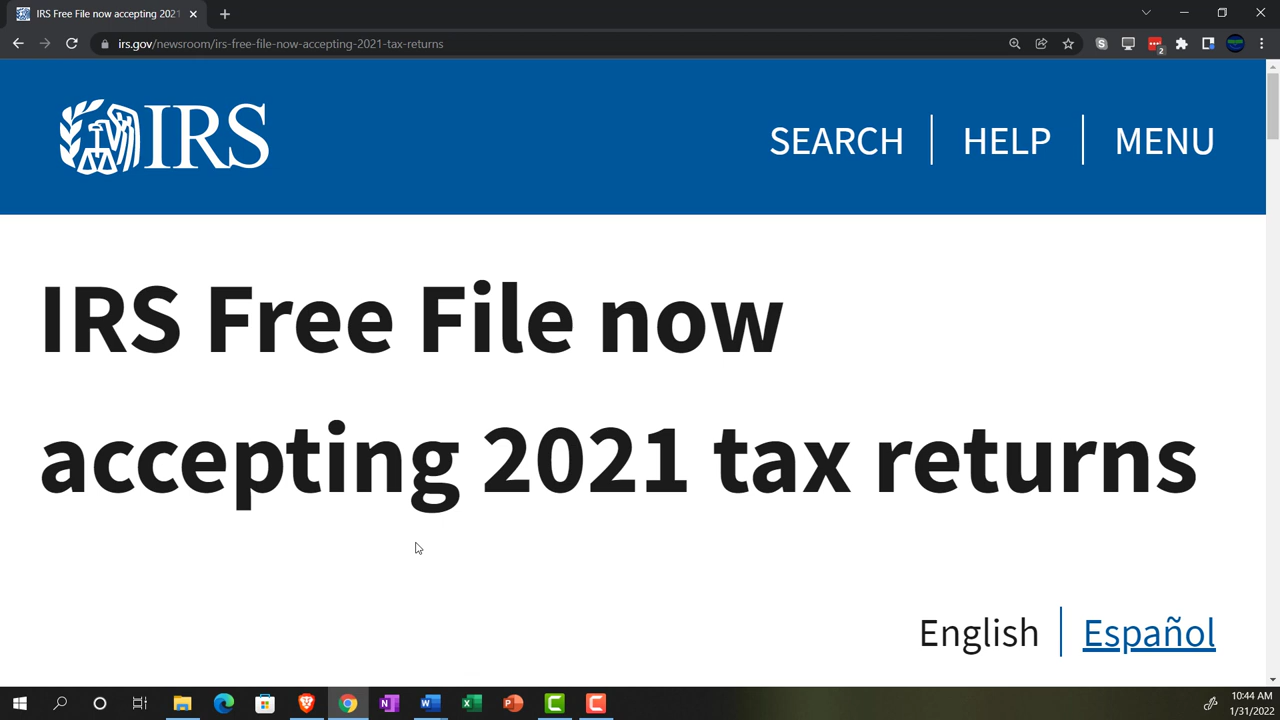 IRS Free File now accepting 2021
irs.gov/newsroom/irs-free-file-now-accepting-2021-tax-returns
2
IRS
SEARCH
HELP
MENU
IRS Free File now
accepting 2021 tax returns
English
Español
10:44 AM
1/31/2022